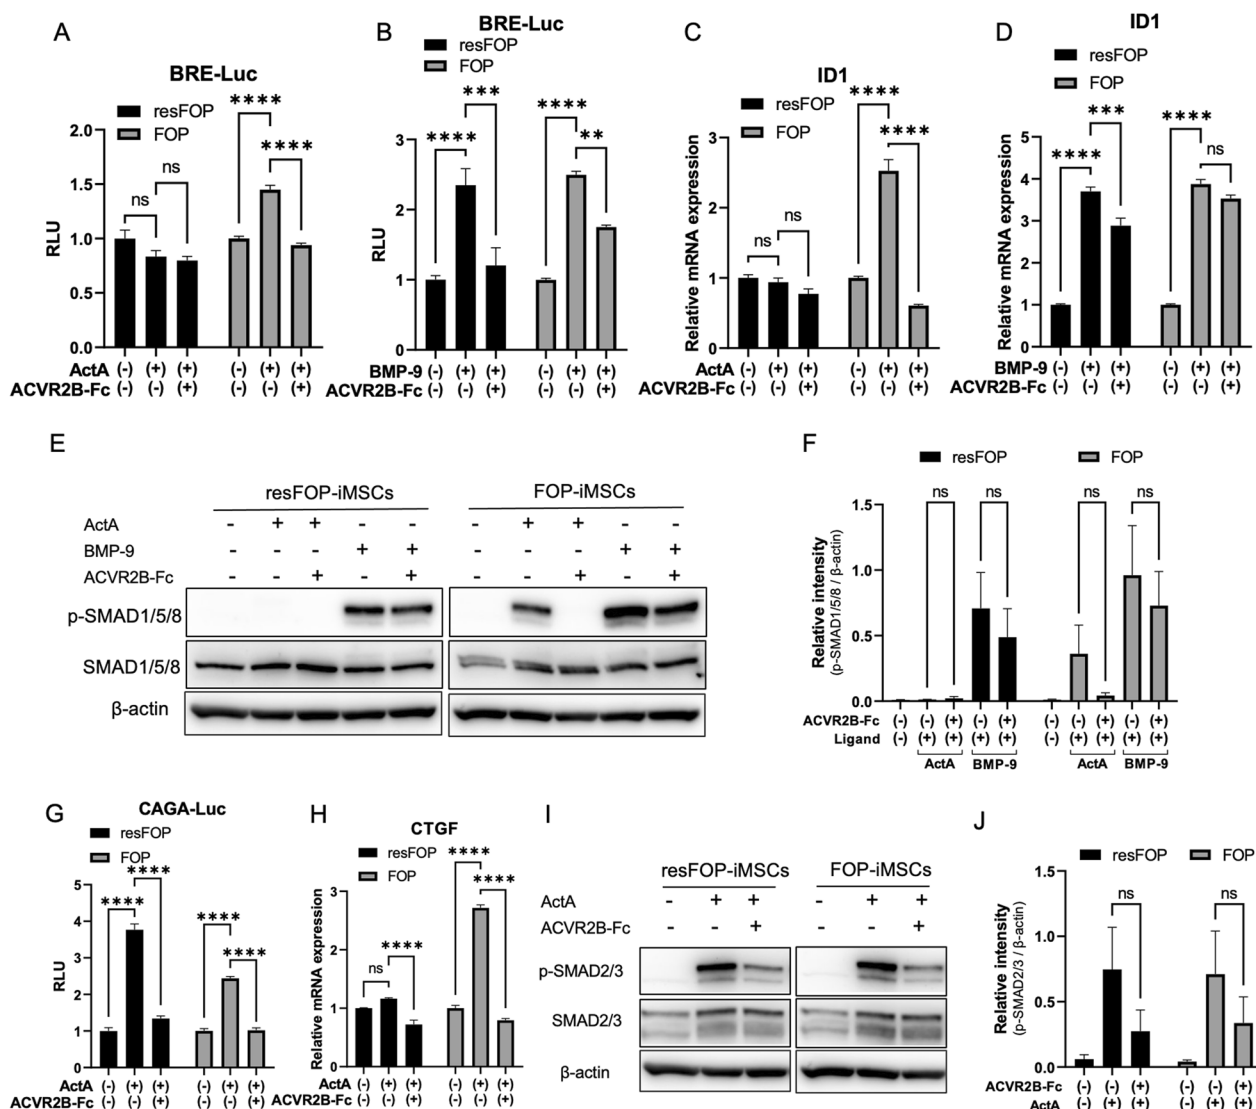 A
BRE-Luc
resFOP
FOP
**** 
ns
ns
****
2.0
1.5
1.0
0.5
0.0
RLU
ActA (-) (+) (+) (-) (+) (+)
ACVR2B-Fc (-) (-) (+) (-) (-) (+)
B
BRE-Luc
resFOP
FOP
****
***
****
**
3
2
1
0
RLU
BMP-9 (-) (+) (+) (-) (+) (+)
ACVR2B-Fc (-) (-) (+) (-) (-) (+)
C
ID1
resFOP
FOP
ns
ns
****
****
3
2
1
0
Relative mRNA expression
ActA (-) (+) (+) (-) (+) (+)
ACVR2B-Fc (-) (-) (+) (-) (-) (+)
D
ID1
resFOP
FOP
****
***
****
ns
5
4
3
2
1
0
Relative mRNA expression
BMP-9 (-) (+) (+) (-) (+) (+)
ACVR2B-Fc (-) (-) (+) (-) (-) (+)
E
resFOP-iMSCs FOP-iMSCs
ActA - + + - - - + + - -
BMP-9 - - - + + - - - + +
ACVR2B-Fc - - + - + - - + - +
p-SMAD1/5/8
SMAD1/5/8
β-actin
F
resFOP FOP
ns ns ns ns
1.5
1.0
0.5
0.0
Relative intensity
(p-SMAD1/5/8 / β-actin)
ACVR2B-Fc (-) (-) (+) (-) (+) (-) (-) (+) (-) (+)
Ligand (-) (+) (+) (+) (+) (-) (+) (+) (+) (+)
ActA BMP-9 ActA BMP-9
G
CAGA-Luc
resFOP
FOP
****
****
****
****
5
4
3
2
1
0
RLU
ActA (-) (+) (+) (-) (+) (+)
ACVR2B-Fc (-) (-) (+) (-) (-) (+)
H
CTGF
resFOP
FOP
ns
****
****
****
3
2
1
0
Relative mRNA expression
ActA (-) (+) (+) (-) (+) (+)
ACVR2B-Fc (-) (-) (+) (-) (-) (+)
I
resFOP-iMSCs FOP-iMSCs
ActA - + + - + +
ACVR2B-Fc - - + - - +
p-SMAD2/3
SMAD2/3
β-actin
J
resFOP FOP
ns ns
1.5
1.0
0.5
0.0
Relative intensity
(p-SMAD2/3 / β-actin)
ACVR2B-Fc (-) (-) (+) (-) (-) (+)
ActA (-) (+) (+) (-) (+) (+)